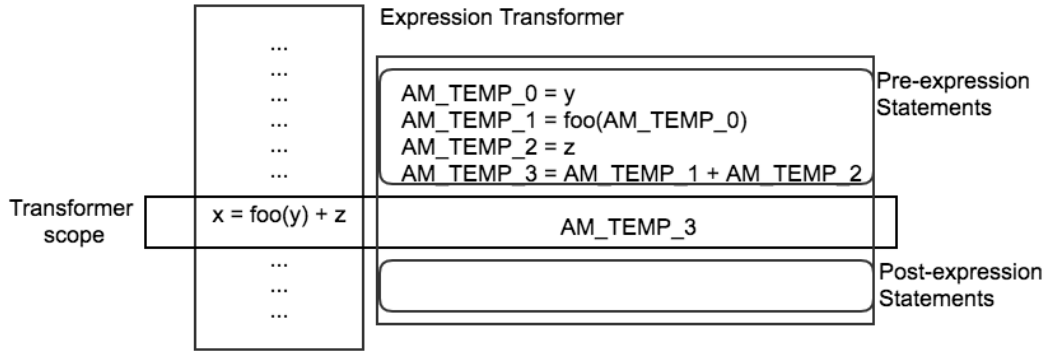 Expression Transformer
...
...
...
...
...
...
AM_TEMP_0 = y
AM_TEMP_1 = foo(AM_TEMP_0)
AM_TEMP_2 = z
AM_TEMP_3 = AM_TEMP_1 + AM_TEMP_2
Pre-expression
Statements
Transformer
scope
x = foo(y) + z
AM_TEMP_3
...
...
...
Post-expression
Statements